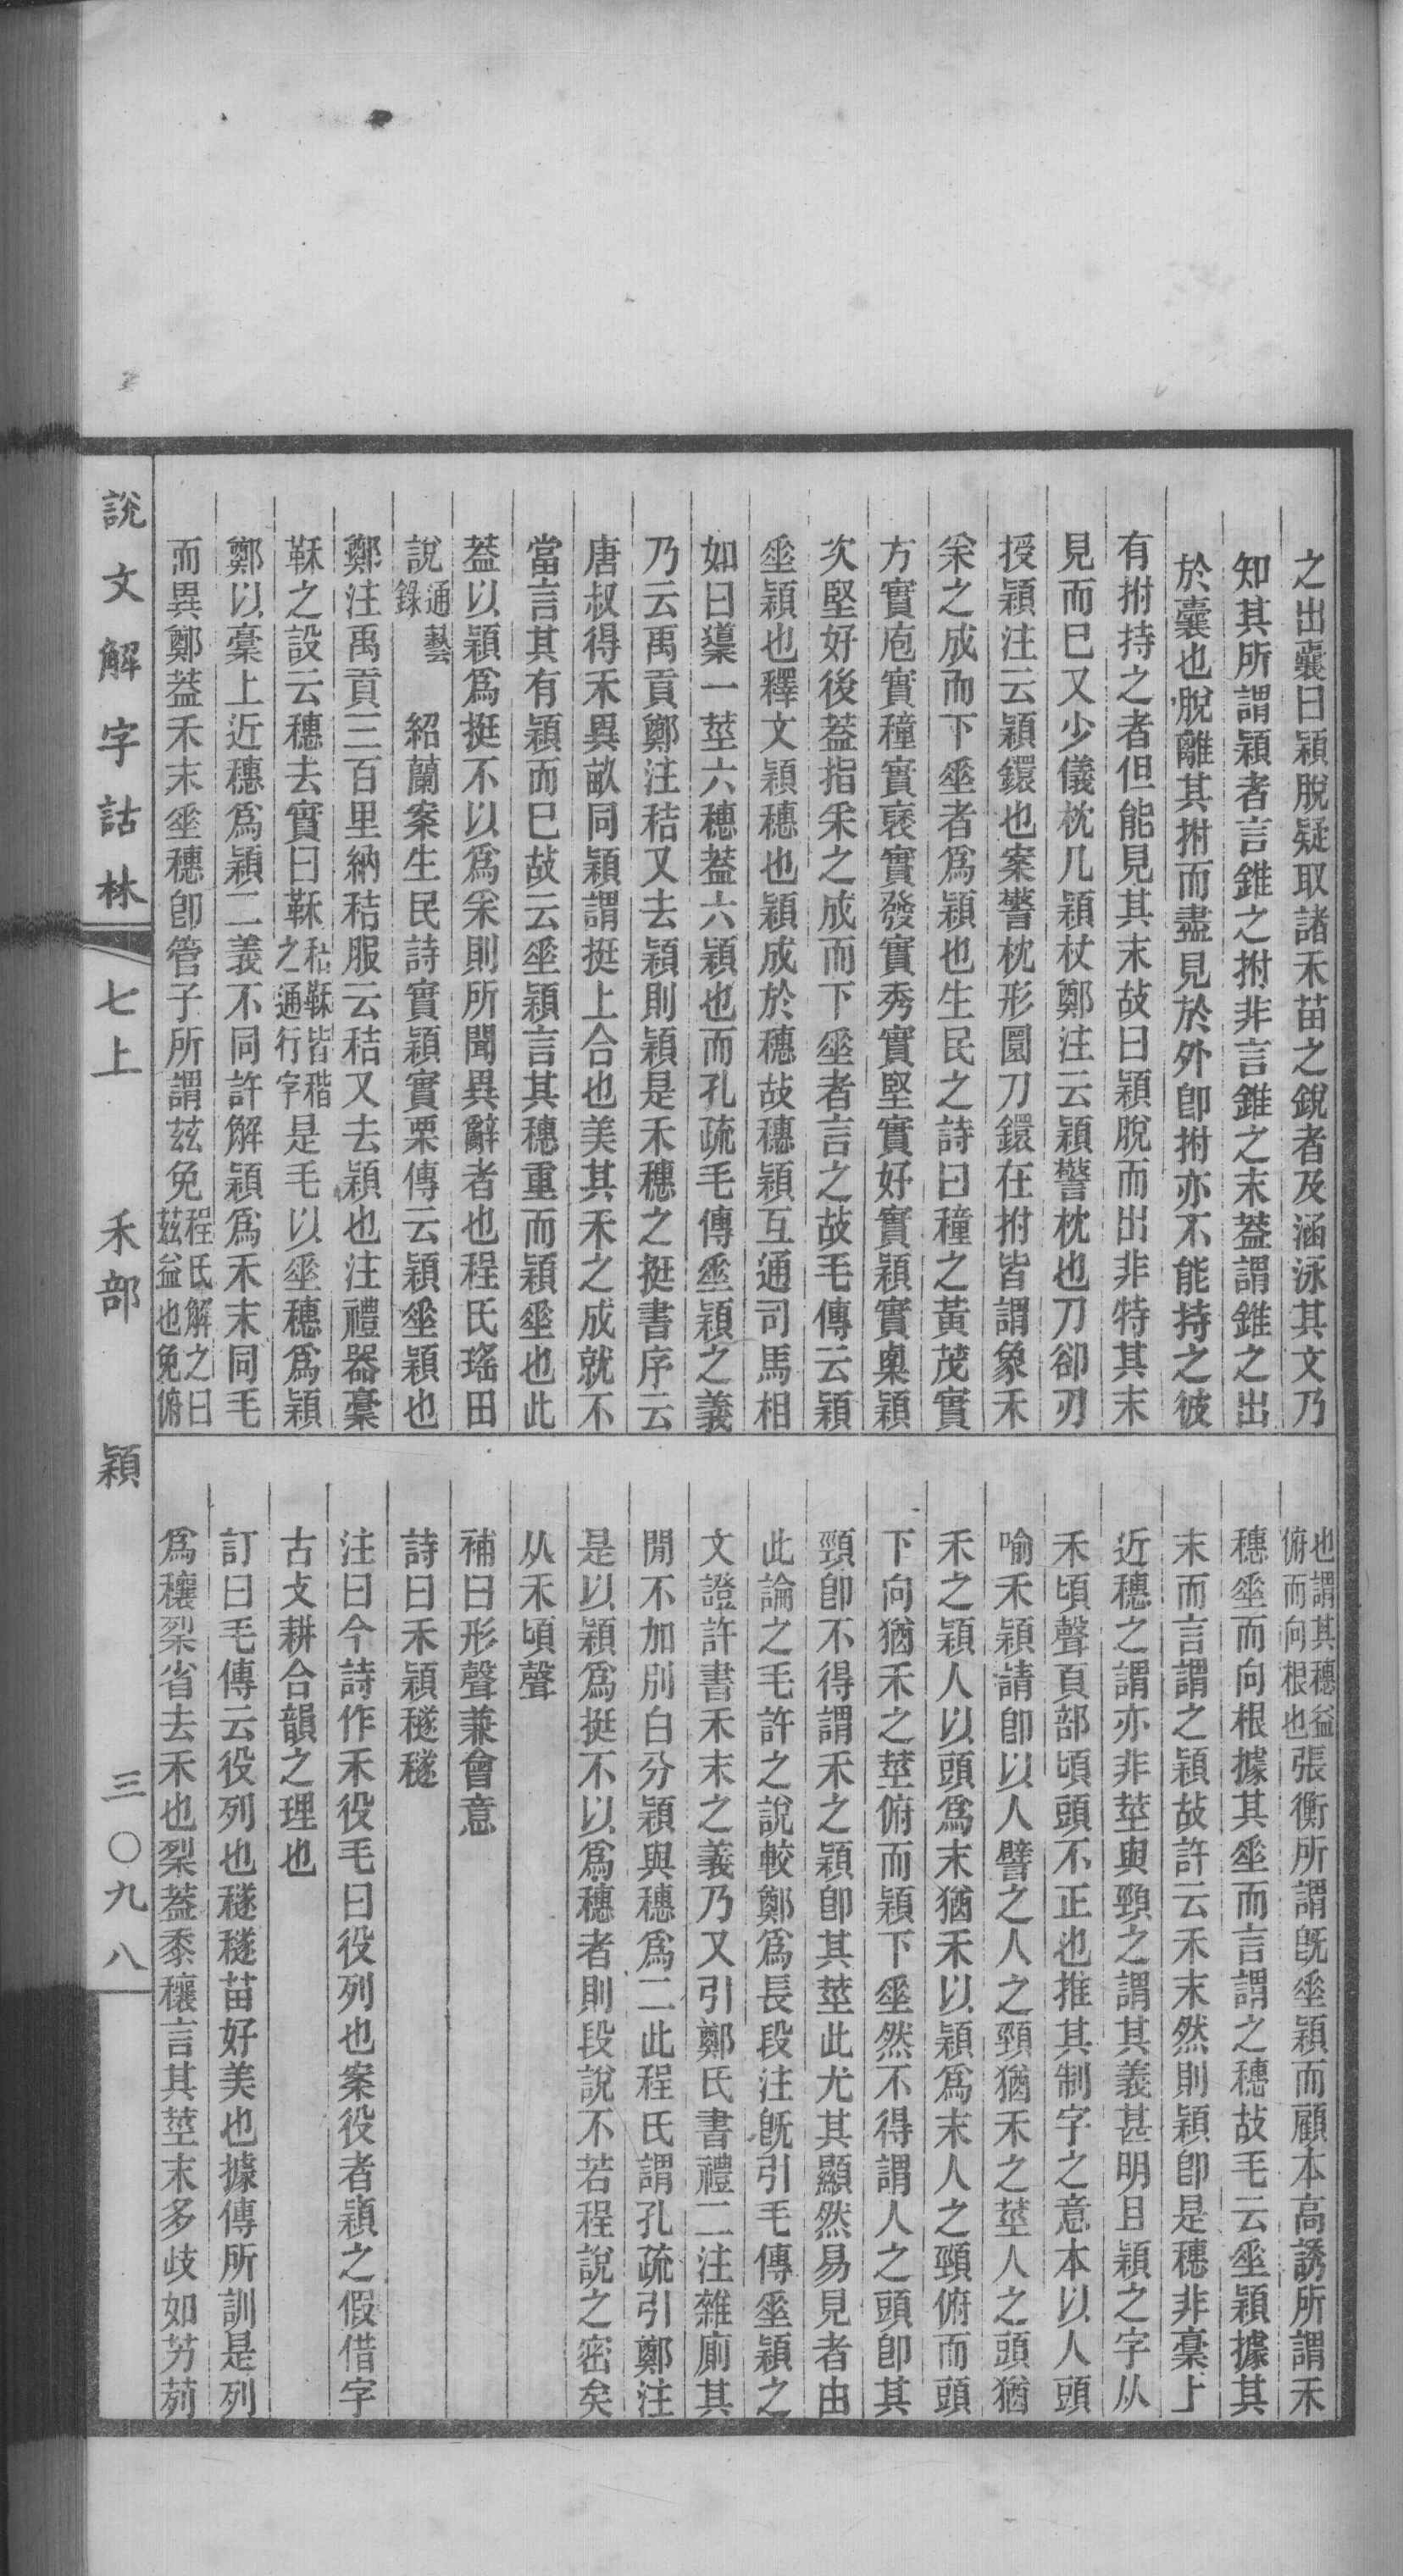 之出囊曰穎脫疑取諸禾苗之銳者及涵泳其文乃
知其所謂穎者言錐之拊非言錐之末葢謂錐之出
於囊也脫離其拊而盡見於外卽拊亦不能持之彼
有拊持之者但能見其末故曰穎脫而出非特其末
見而巳又少儀枕几穎杖鄭注云穎警枕也刀卻刃
授穎注云穎鐶也案警枕形圜刀鐶在拊皆謂象禾
采之成而下垂者爲穎也生民之詩曰種之黃茂實
方實庖實種實裦實發實秀實堅實好實穎實㮚穎
次堅好後葢指采之成而下垂者言之故毛傳云穎
垂穎也釋文穎穗也穎成於穗故穗穎互通司馬相
如曰䆃一莖六穗葢六穎也而孔疏毛傳垂穎之義
乃云禹貢鄭注秸又去穎則穎是禾穗之挺書序云
唐叔得禾異畝同穎謂挺上合也美其禾之成就不
當言其有穎而巳故云垂穎言其穗重而穎垂也此
葢以穎爲挺不以爲采則所聞異辭者也程氏瑤田
說通藝錄　紹蘭案生民詩實穎實栗傳云穎垂穎也
鄭注禹貢三百里納秸服云秸又去穎也注禮器稾
鞂之設云穗去實曰鞂秸鞂皆稭之通行字是毛以垂穗爲穎
鄭以稾上近穗爲穎二義不同許解穎爲禾末同毛
而異鄭葢禾末垂穗卽管子所謂茲免程氏解之曰茲益也免俯
也謂其穗益俯而向根也張衡所謂旣垂穎而顧本高誘所謂禾
穗垂而向根據其垂而言謂之穗故毛云垂穎據其
末而言謂之穎故許云禾末然則穎卽是穗非稾上
近穗之謂亦非莖與頸之謂其義甚明且穎之字从
禾頃聲頁部頃頭不正也推其制字之意本以人頭
喻禾穎請卽以人譬之人之頸猶禾之莖人之頭猶
禾之穎人以頭爲末猶禾以穎爲末人之頸俯而頭
下向猶禾之莖俯而穎下垂然不得謂人之頭卽其
頸卽不得謂禾之穎卽其莖此尤其顯然易見者由
此論之毛許之說較鄭爲長段注旣引毛傳垂穎之
文證許書禾末之義乃又引鄭氏書禮二注雜廁其
閒不加別白分穎與穗爲二此程氏謂孔疏引鄭注
是以穎爲挺不以爲穗者則段說不若程說之密矣
从禾頃聲
補曰形聲兼會意
詩曰禾穎穟穟
注曰今詩作禾役毛曰役列也案役者穎之假借字
古支耕合韻之理也
訂曰毛傳云役列也穟穟苗好美也據傳所訓是列
爲穰梨省去禾也梨葢黍穰言其莖末多歧如艻茢
說文解字詁林
七上　禾部　穎
三〇九八